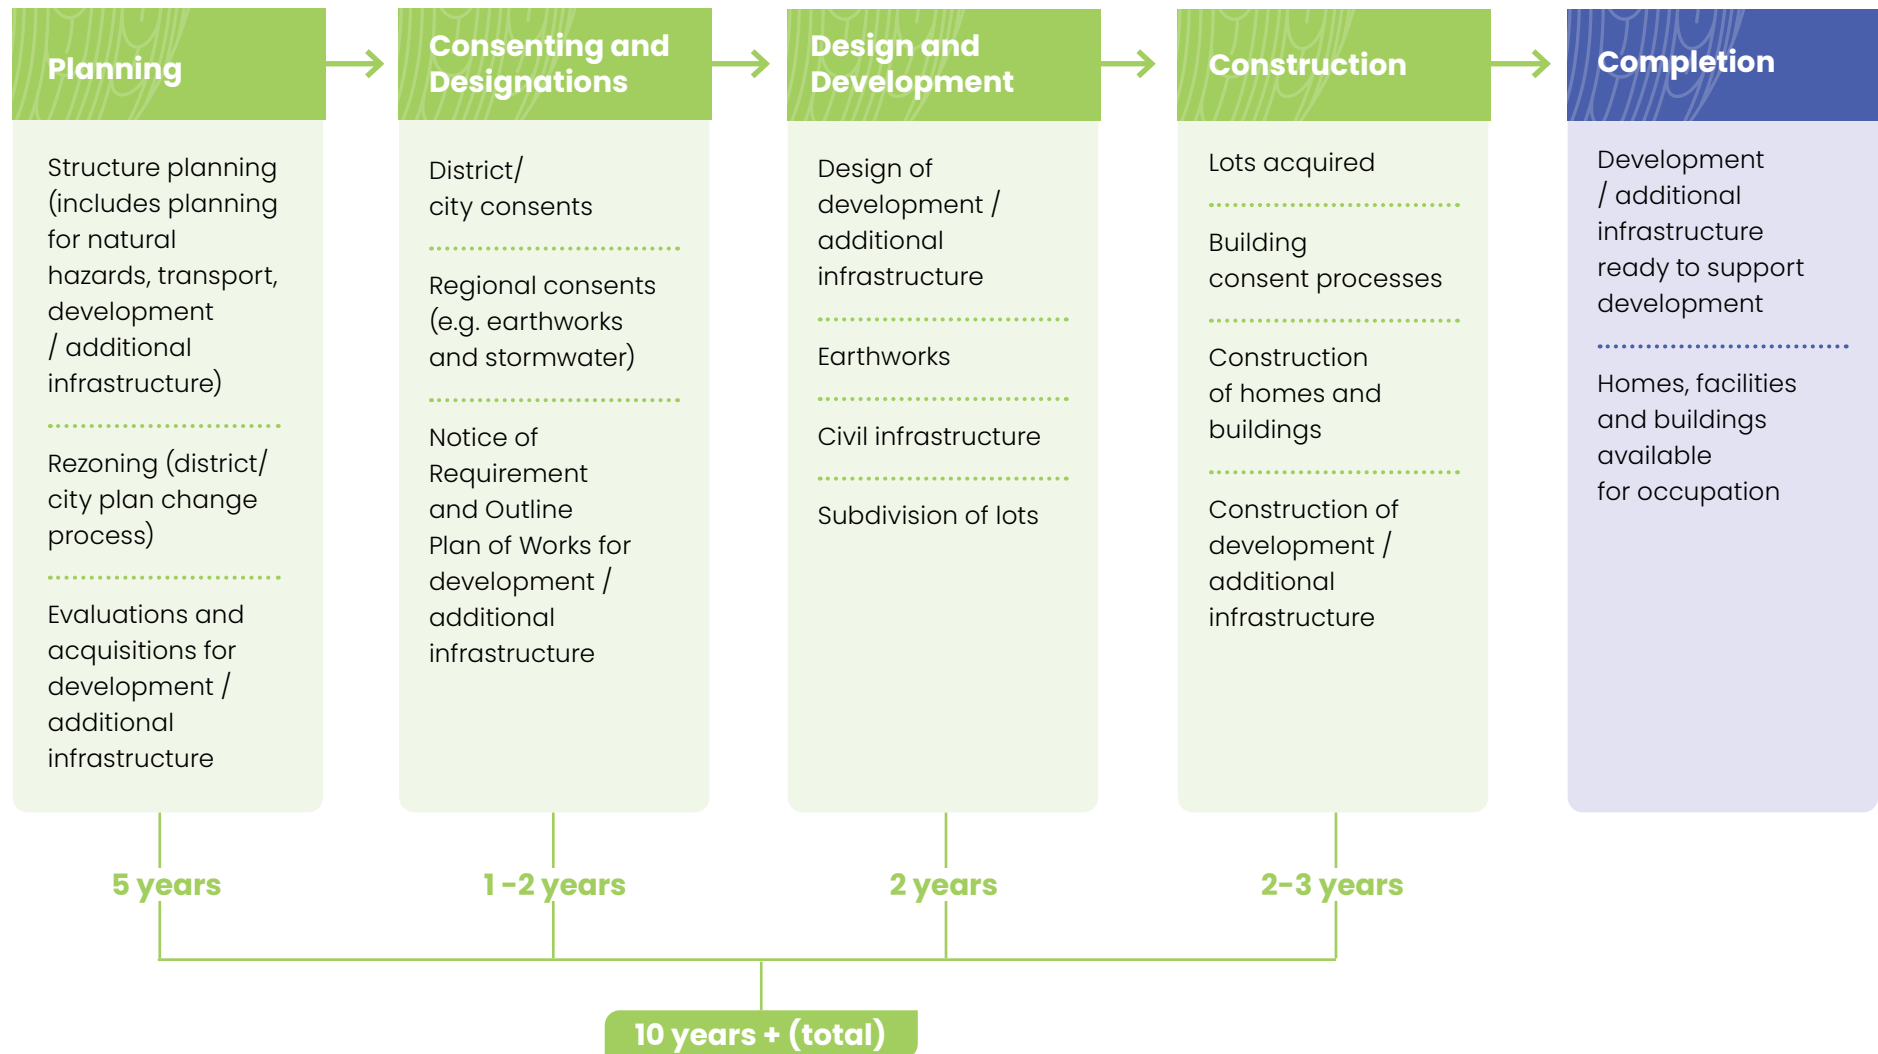 Planning
Structure planning
(includes planning
for natural
hazards, transport,
development
/ additional
infrastructure)
Rezoning (district/
city plan change
process)
Evaluations and
acquisitions for
development /
additional
infrastructure
5 years
Consenting and
Designations
District/
city consents
Regional consents
(e.g. earthworks
and stormwater)
Notice of
Requirement
and Outline
Plan of Works for
development /
additional
infrastructure
1 -2 years
Design and
Development
Design of
development /
additional
infrastructure
Earthworks
Civil infrastructure
Subdivision of lots
2 years
Construction
Lots acquired
Building
consent processes
Construction
of homes and
buildings
Construction of
development /
additional
infrastructure
2-3 years
Completion
Development
/ additional
infrastructure
ready to support
development
Homes, facilities
and buildings
available
for occupation
10 years + (total)